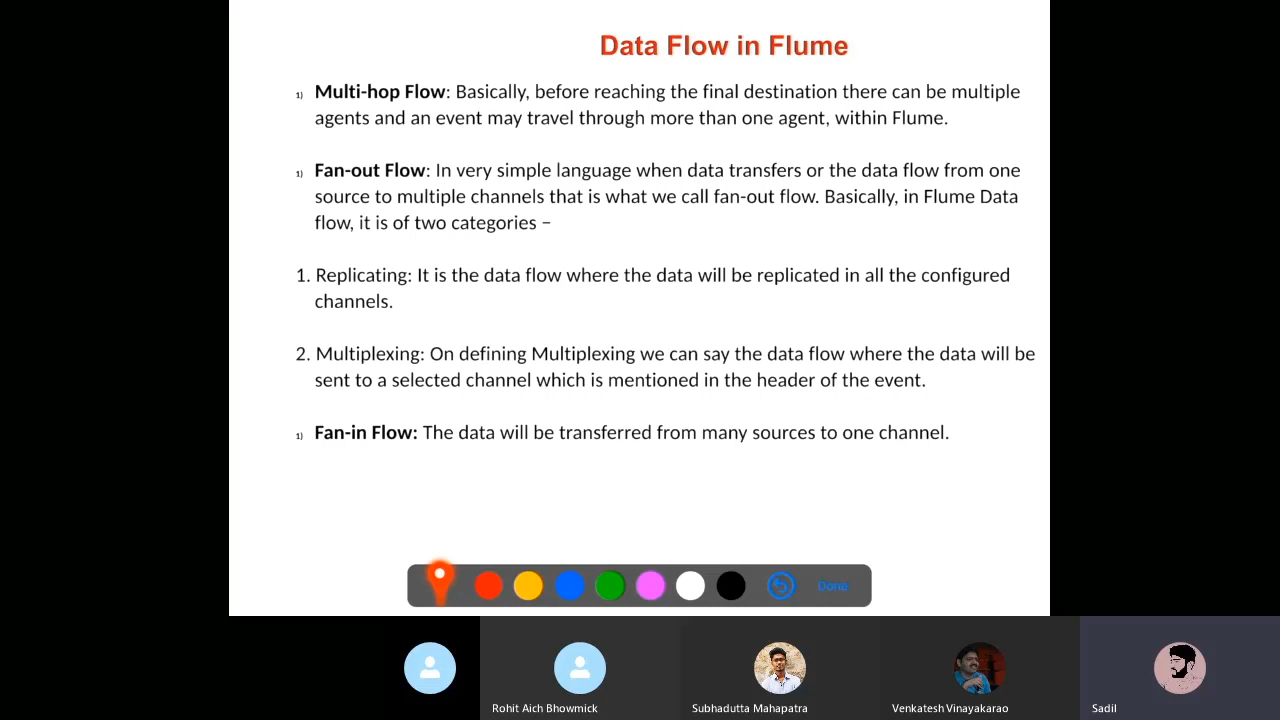 Data Flow in Flume
1) Multi-hop Flow: Basically, before reaching the final destination there can be multiple
agents and an event may travel through more than one agent, within Flume.
1) Fan-out Flow: In very simple language when data transfers or the data flow from one
source to multiple channels that is what we call fan-out flow. Basically, in Flume Data
flow, it is of two categories −
1. Replicating: It is the data flow where the data will be replicated in all the configured
channels.
2. Multiplexing: On defining Multiplexing we can say the data flow where the data will be
sent to a selected channel which is mentioned in the header of the event.
1) Fan-in Flow: The data will be transferred from many sources to one channel.
Done
Rohit Aich Bhowmick
Subhadutta Mahapatra
Venkatesh Vinayakarao
Sadil